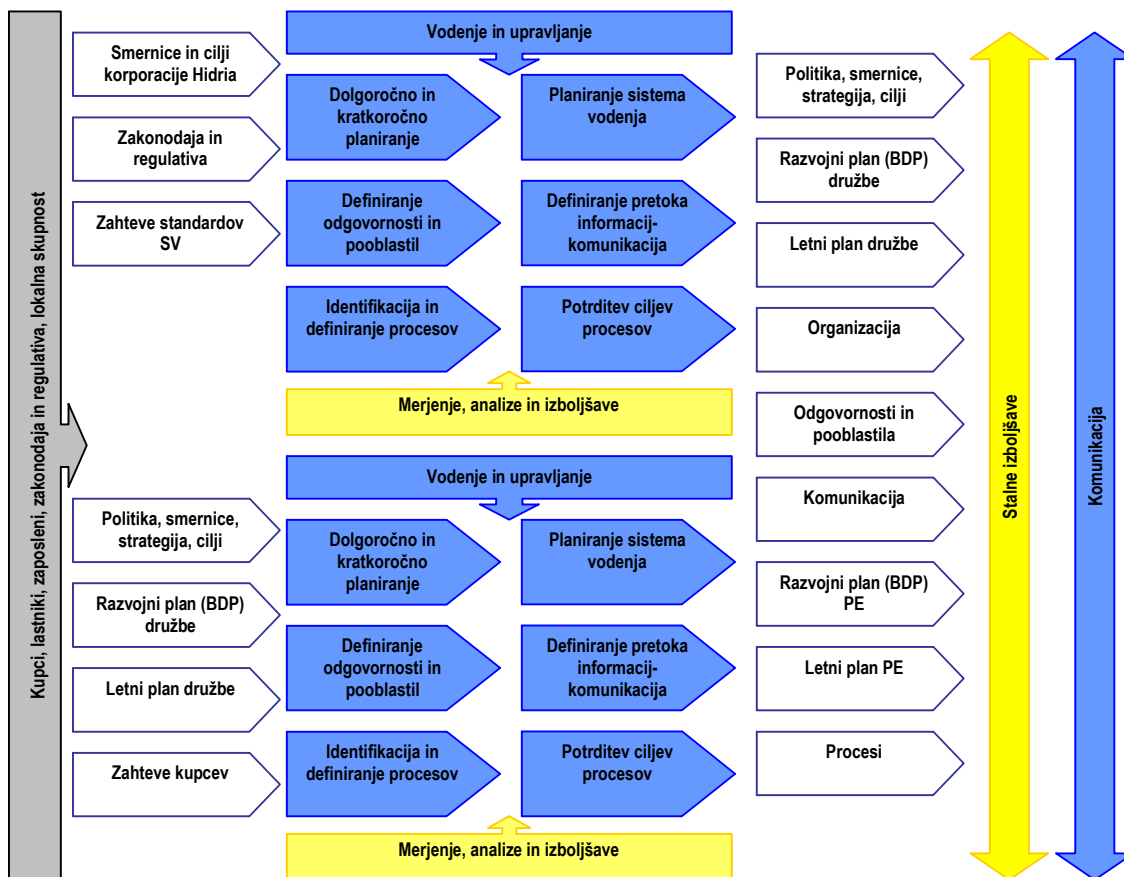 Kupci, lastniki, zaposleni, zakonodaja in regulativa, lokalna skupnost
Smernice in cilji
korporacije Hidria
Zakonodaja in
regulativa
Zahteve standardov
SV
Vodenje in upravljanje
Dolgoročno in
kratkoročno
planiranje
Planiranje sistema
vodenja
Definiranje
odgovornosti in
pooblastil
Definiranje pretoka
informacij-
komunikacija
Identifikacija in
definiranje procesov
Potrditev ciljev
procesov
Merjenje, analize in izboljšave
Politika, smernice,
strategija, cilji
Razvojni plan (BDP)
družbe
Letni plan družbe
Zahteve kupcev
Vodenje in upravljanje
Dolgoročno in
kratkoročno
planiranje
Planiranje sistema
vodenja
Definiranje
odgovornosti in
pooblastil
Definiranje pretoka
informacij-
komunikacija
Identifikacija in
definiranje procesov
Potrditev ciljev
procesov
Merjenje, analize in izboljšave
Politika, smernice,
strategija, cilji
Razvojni plan (BDP)
družbe
Letni plan družbe
Organizacija
Odgovornosti in
pooblastila
Komunikacija
Razvojni plan (BDP)
PE
Letni plan PE
Procesi
Stalne izboljšave
Komunikacija